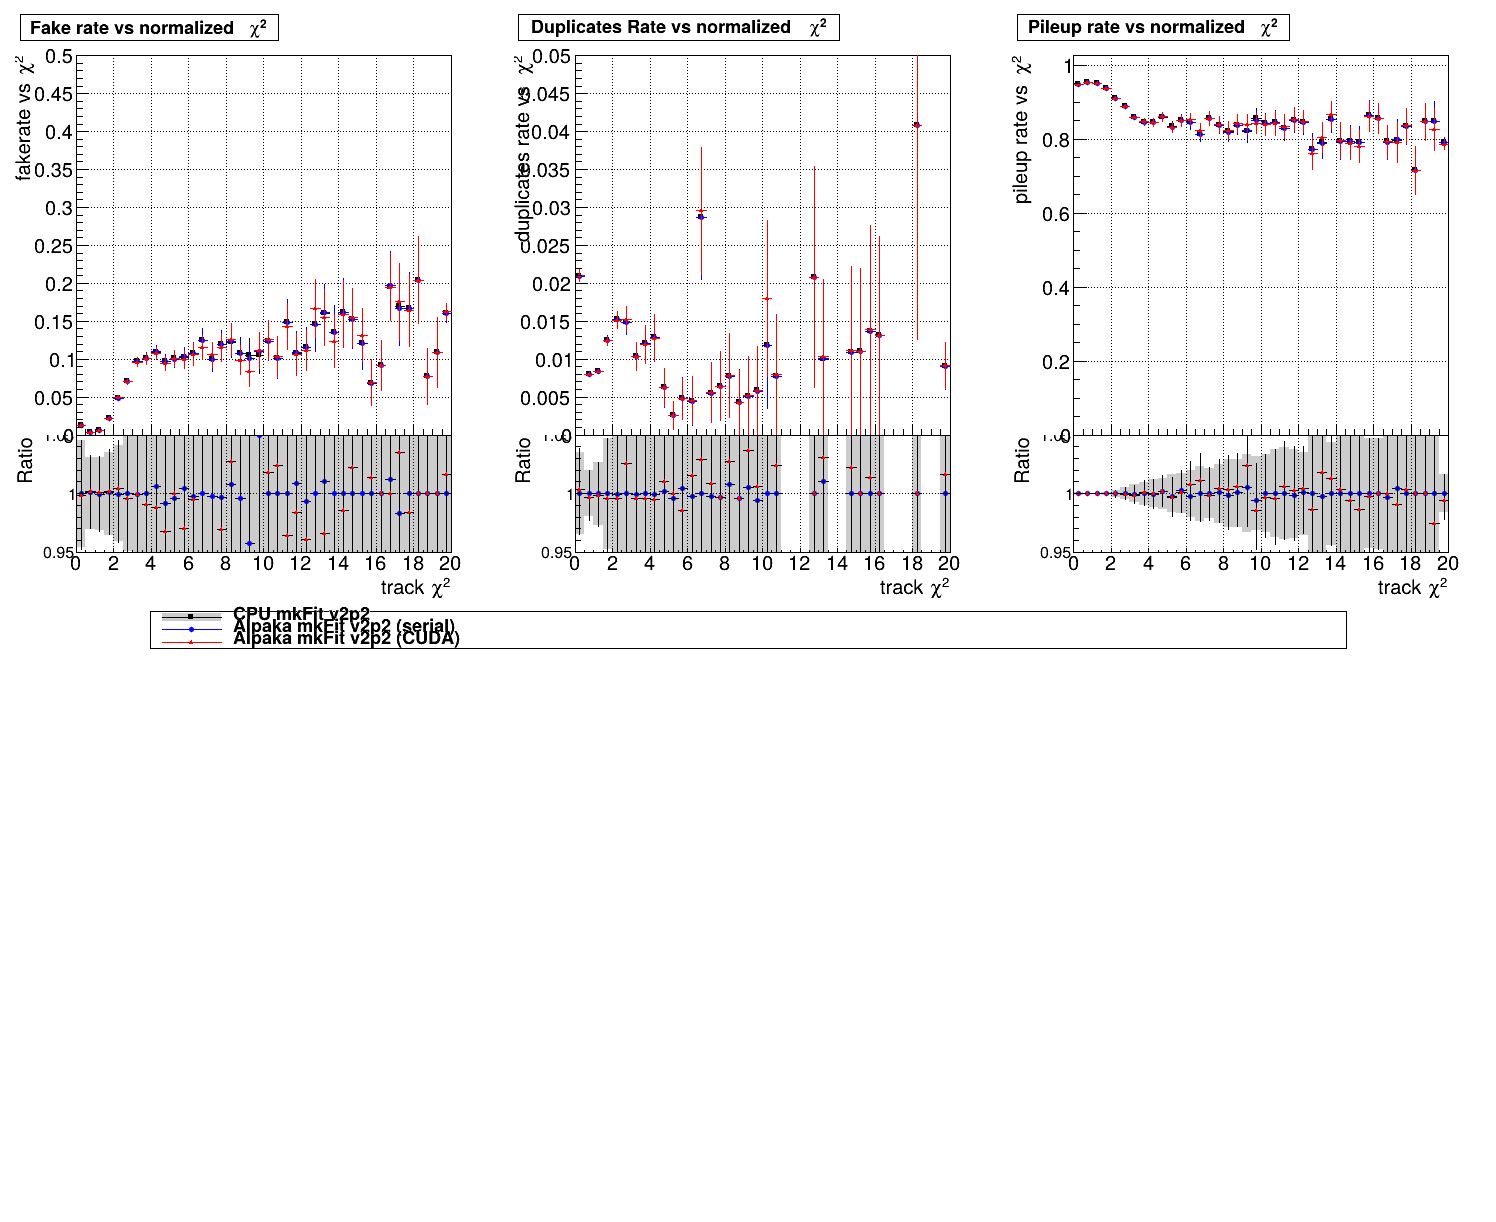 Fake rate vs normalized χ²
fakerate vs χ²
0.5
0.45
0.4
0.35
0.3
0.25
0.2
0.15
0.1
0.05
0
Ratio
1
0.95
0 2 4 6 8 10 12 14 16 18 20
track χ²
Duplicates Rate vs normalized χ²
duplicates rate vs χ²
0.05
0.045
0.04
0.035
0.03
0.025
0.02
0.015
0.01
0.005
0
Ratio
1
0.95
0 2 4 6 8 10 12 14 16 18 20
track χ²
Pileup rate vs normalized χ²
pileup rate vs χ²
1
0.8
0.6
0.4
0.2
0
Ratio
1
0.95
0 2 4 6 8 10 12 14 16 18 20
track χ²
CPU mkFit v2p2
Alpaka mkFit v2p2 (serial)
Alpaka mkFit v2p2 (CUDA)